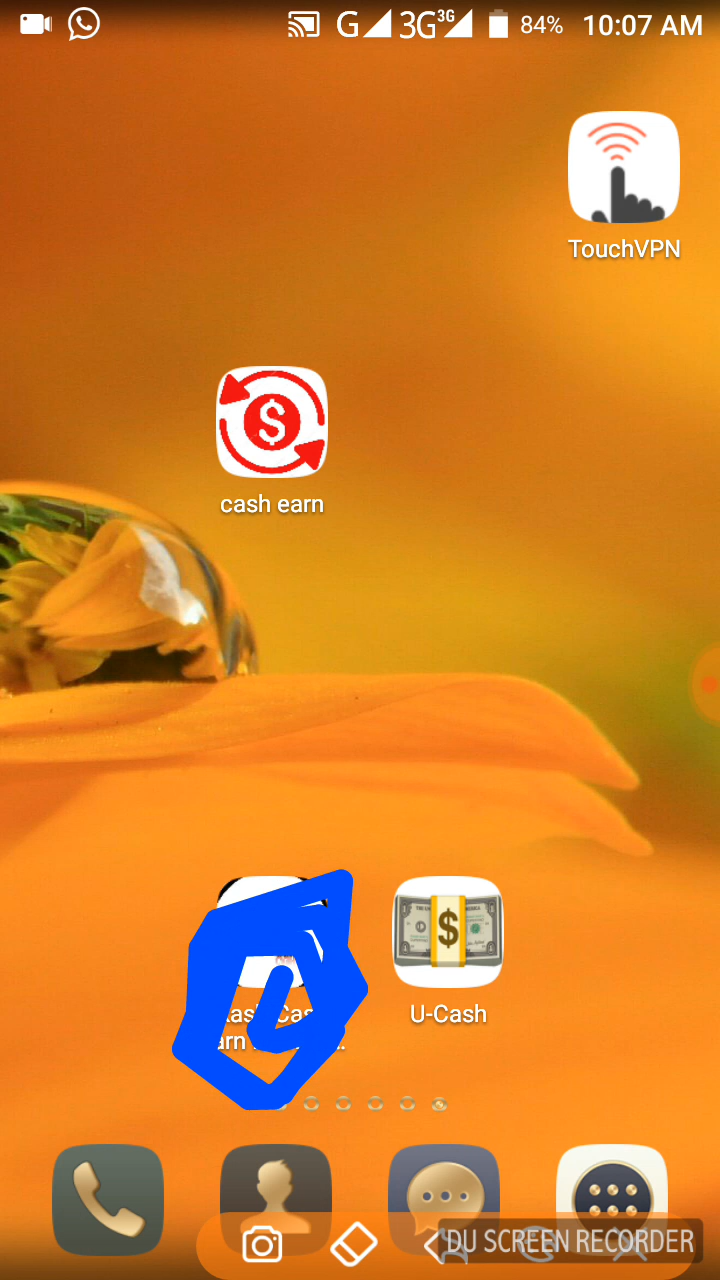 G 3G 3G 84% 10:07 AM
TouchVPN
cash earn
U-Cash
DU SCREEN RECORDER